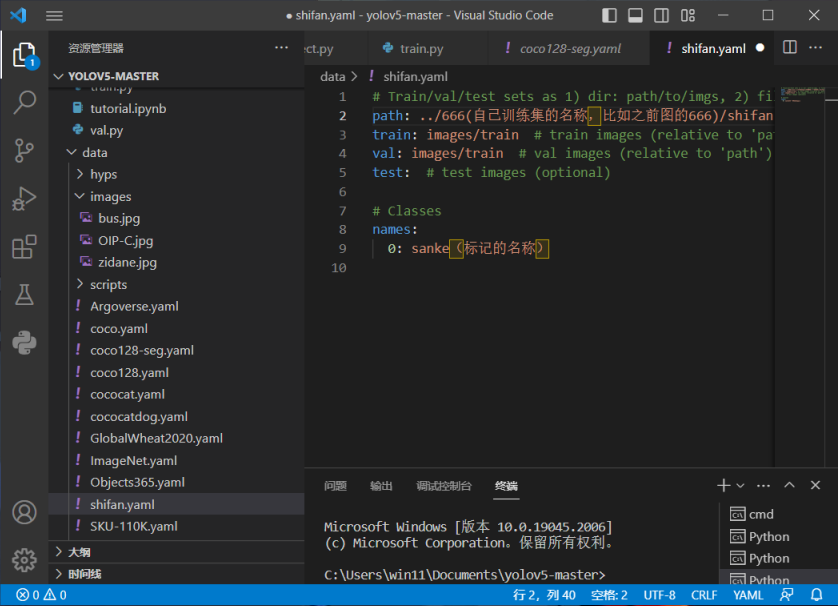 shifan.yaml - yolov5-master - Visual Studio Code
资源管理器
ect.py
train.py
coco128-seg.yaml
shifan.yaml
YOLOV5-MASTER
train.py
tutorial.ipynb
val.py
data
hyps
images
bus.jpg
OIP-C.jpg
zidane.jpg
scripts
Argoverse.yaml
coco.yaml
coco128-seg.yaml
coco128.yaml
cococat.yaml
cococatdog.yaml
GlobalWheat2020.yaml
ImageNet.yaml
Objects365.yaml
shifan.yaml
SKU-110K.yaml
大纲
时间线
data > shifan.yaml
1 # Train/val/test sets as 1) dir: path/to/imgs, 2) fi
2 path: ../666(自己训练集的名称，比如之前图的666)/shifan
3 train: images/train # train images (relative to 'pa
4 val: images/train # val images (relative to 'path')
5 test: # test images (optional)
6
7 # Classes
8 names:
9 0: sanke（标记的名称）
10
问题 输出 调试控制台 终端
Microsoft Windows [版本 10.0.19045.2006]
(c) Microsoft Corporation。保留所有权利。
C:\Users\win11\Documents\yolov5-master>
cmd
Python
Python
Python
0 0
行 2，列 40 空格: 2 UTF-8 CRLF YAML
1